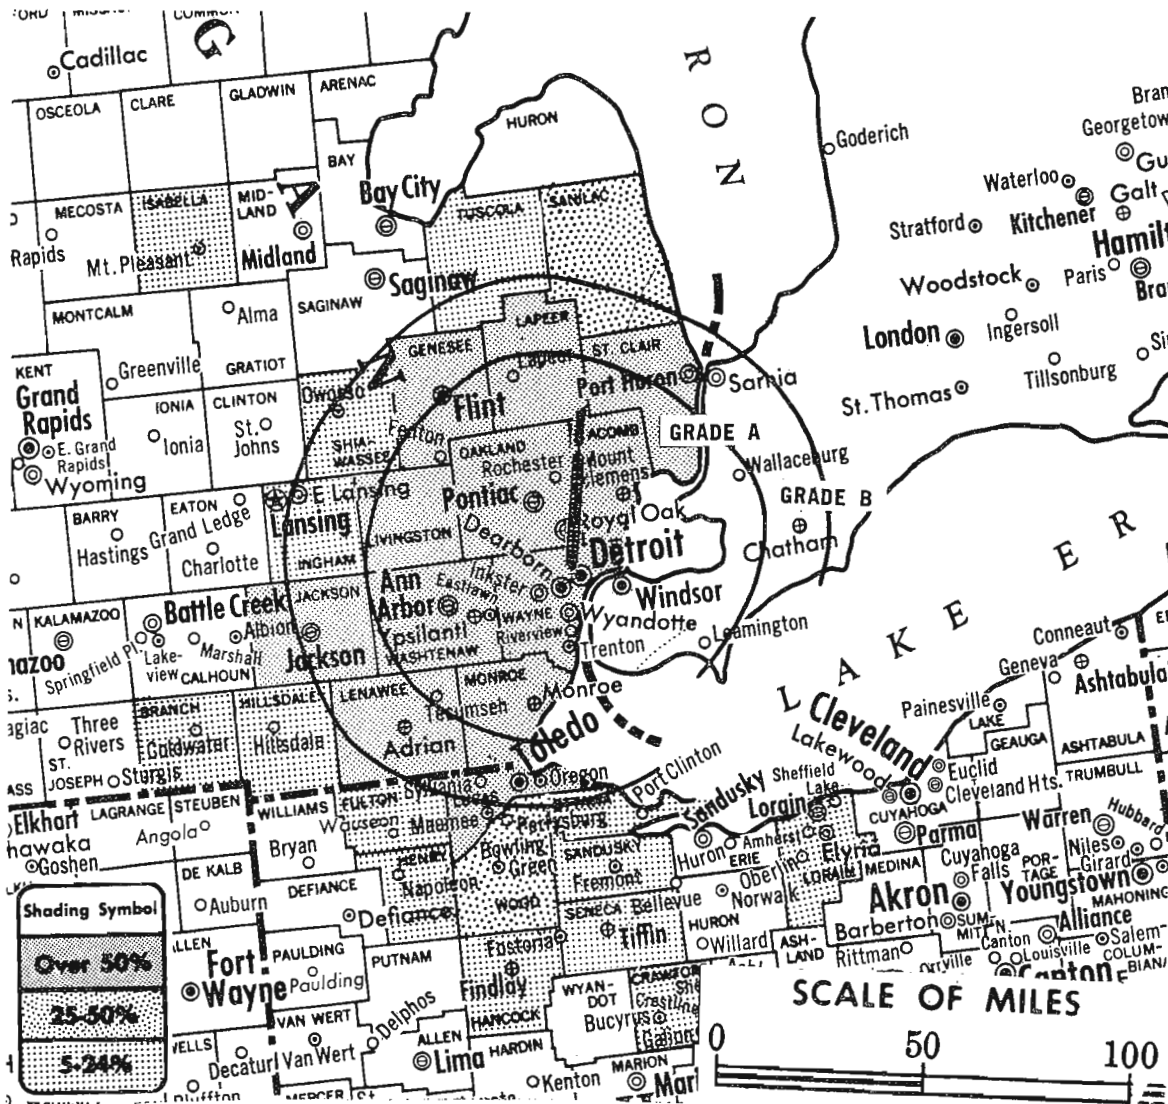 COMMON
G
Cadillac
OSCEOLA
CLARE
GLADWIN
ARENAC
HURON
BAY
RON
Goderich
Georgetow
Waterloo
Kitchener
Galt
Stratford
Hamilt
Paris
Woodstock
London
Ingersoll
Tillsonburg
St. Thomas
MECOSTA
ISABELLA
MID-
LAND
A
Bay City
TUSCOLA
SANILAC
Rapids
Mt. Pleasant
Midland
Saginaw
SAGINAW
MONTCALM
Alma
GRATIOT
Greenville
LAPEER
Lapeer
GENESEE
ST CLAIR
Port Huron
Sarnia
KENT
Grand
Rapids
E. Grand
Rapids
Wyoming
IONIA
Ionia
CLINTON
St.
Johns
Owosso
Flint
Fenton
SHIA-
WASSEE
OAKLAND
Rochester
ACOMB
Mount
Clemens
GRADE A
Wallaceburg
GRADE B
Chatham
BARRY
Hastings
EATON
Grand Ledge
Charlotte
E Lansing
Lansing
INGHAM
LIVINGSTON
Pontiac
Royal Oak
Dearborn
Detroit
Windsor
Inkster
Ann
Arbor
Ypsilanti
WAYNE
Riverview
Wyandotte
Trenton
WASHTENAW
Leamington
LAKE ER
KALAMAZOO
Battle Creek
Albion
JACKSON
Jackson
Springfield Pl.
Lake-
view
Marshall
CALHOUN
Three
Rivers
ST.
JOSEPH
Sturgis
BRANCH
Coldwater
HILLSDALE
Hillsdale
LENAWEE
Tecumseh
Adrian
MONROE
Monroe
Toledo
Oregon
Port Clinton
Sandusky
Cleveland
Lakewood
Sheffield
Lake
Lorain
Painesville
LAKE
GEAUGA
Geneva
Conneaut
Ashtabula
ASHTABULA
TRUMBULL
Euclid
Cleveland Hts.
CUYAHOGA
Parma
Cuyahoga
Falls
Warren
Hubbard
Niles
Girard
Youngstown
MAHONING
Elkhart
LAGRANGE
STEUBEN
Angola
Goshen
DE KALB
Auburn
WILLIAMS
Bryan
FULTON
Wauseon
Sylvania
Maumee
Perrysburg
Bowling
Green
HENRY
Napoleon
DEFIANCE
Defiance
WOOD
SANDUSKY
Fremont
SENECA
Tiffin
Bellevue
Huron
ERIE
Norwalk
HURON
Willard
Amherst
Oberlin
Elyria
LORAIN
MEDINA
Akron
Barberton
SUM-
MIT
POR-
TAGE
Alliance
Canton
Louisville
Salem
COLUM-
BIANA
Rittman
Orrville
ASH-
LAND
Canton
Fort
Wayne
PAULDING
Paulding
PUTNAM
Fostoria
Findlay
HANCOCK
WYAN-
DOT
Bucyrus
Crestline
Galion
CRAWFOR
VAN WERT
Van Wert
Delphos
ALLEN
Lima
HARDIN
Kenton
MARION
Decatur
MERCER
Bluffton
Shading Symbol
Over 50%
25-50%
5-24%
SCALE OF MILES
0 50 100